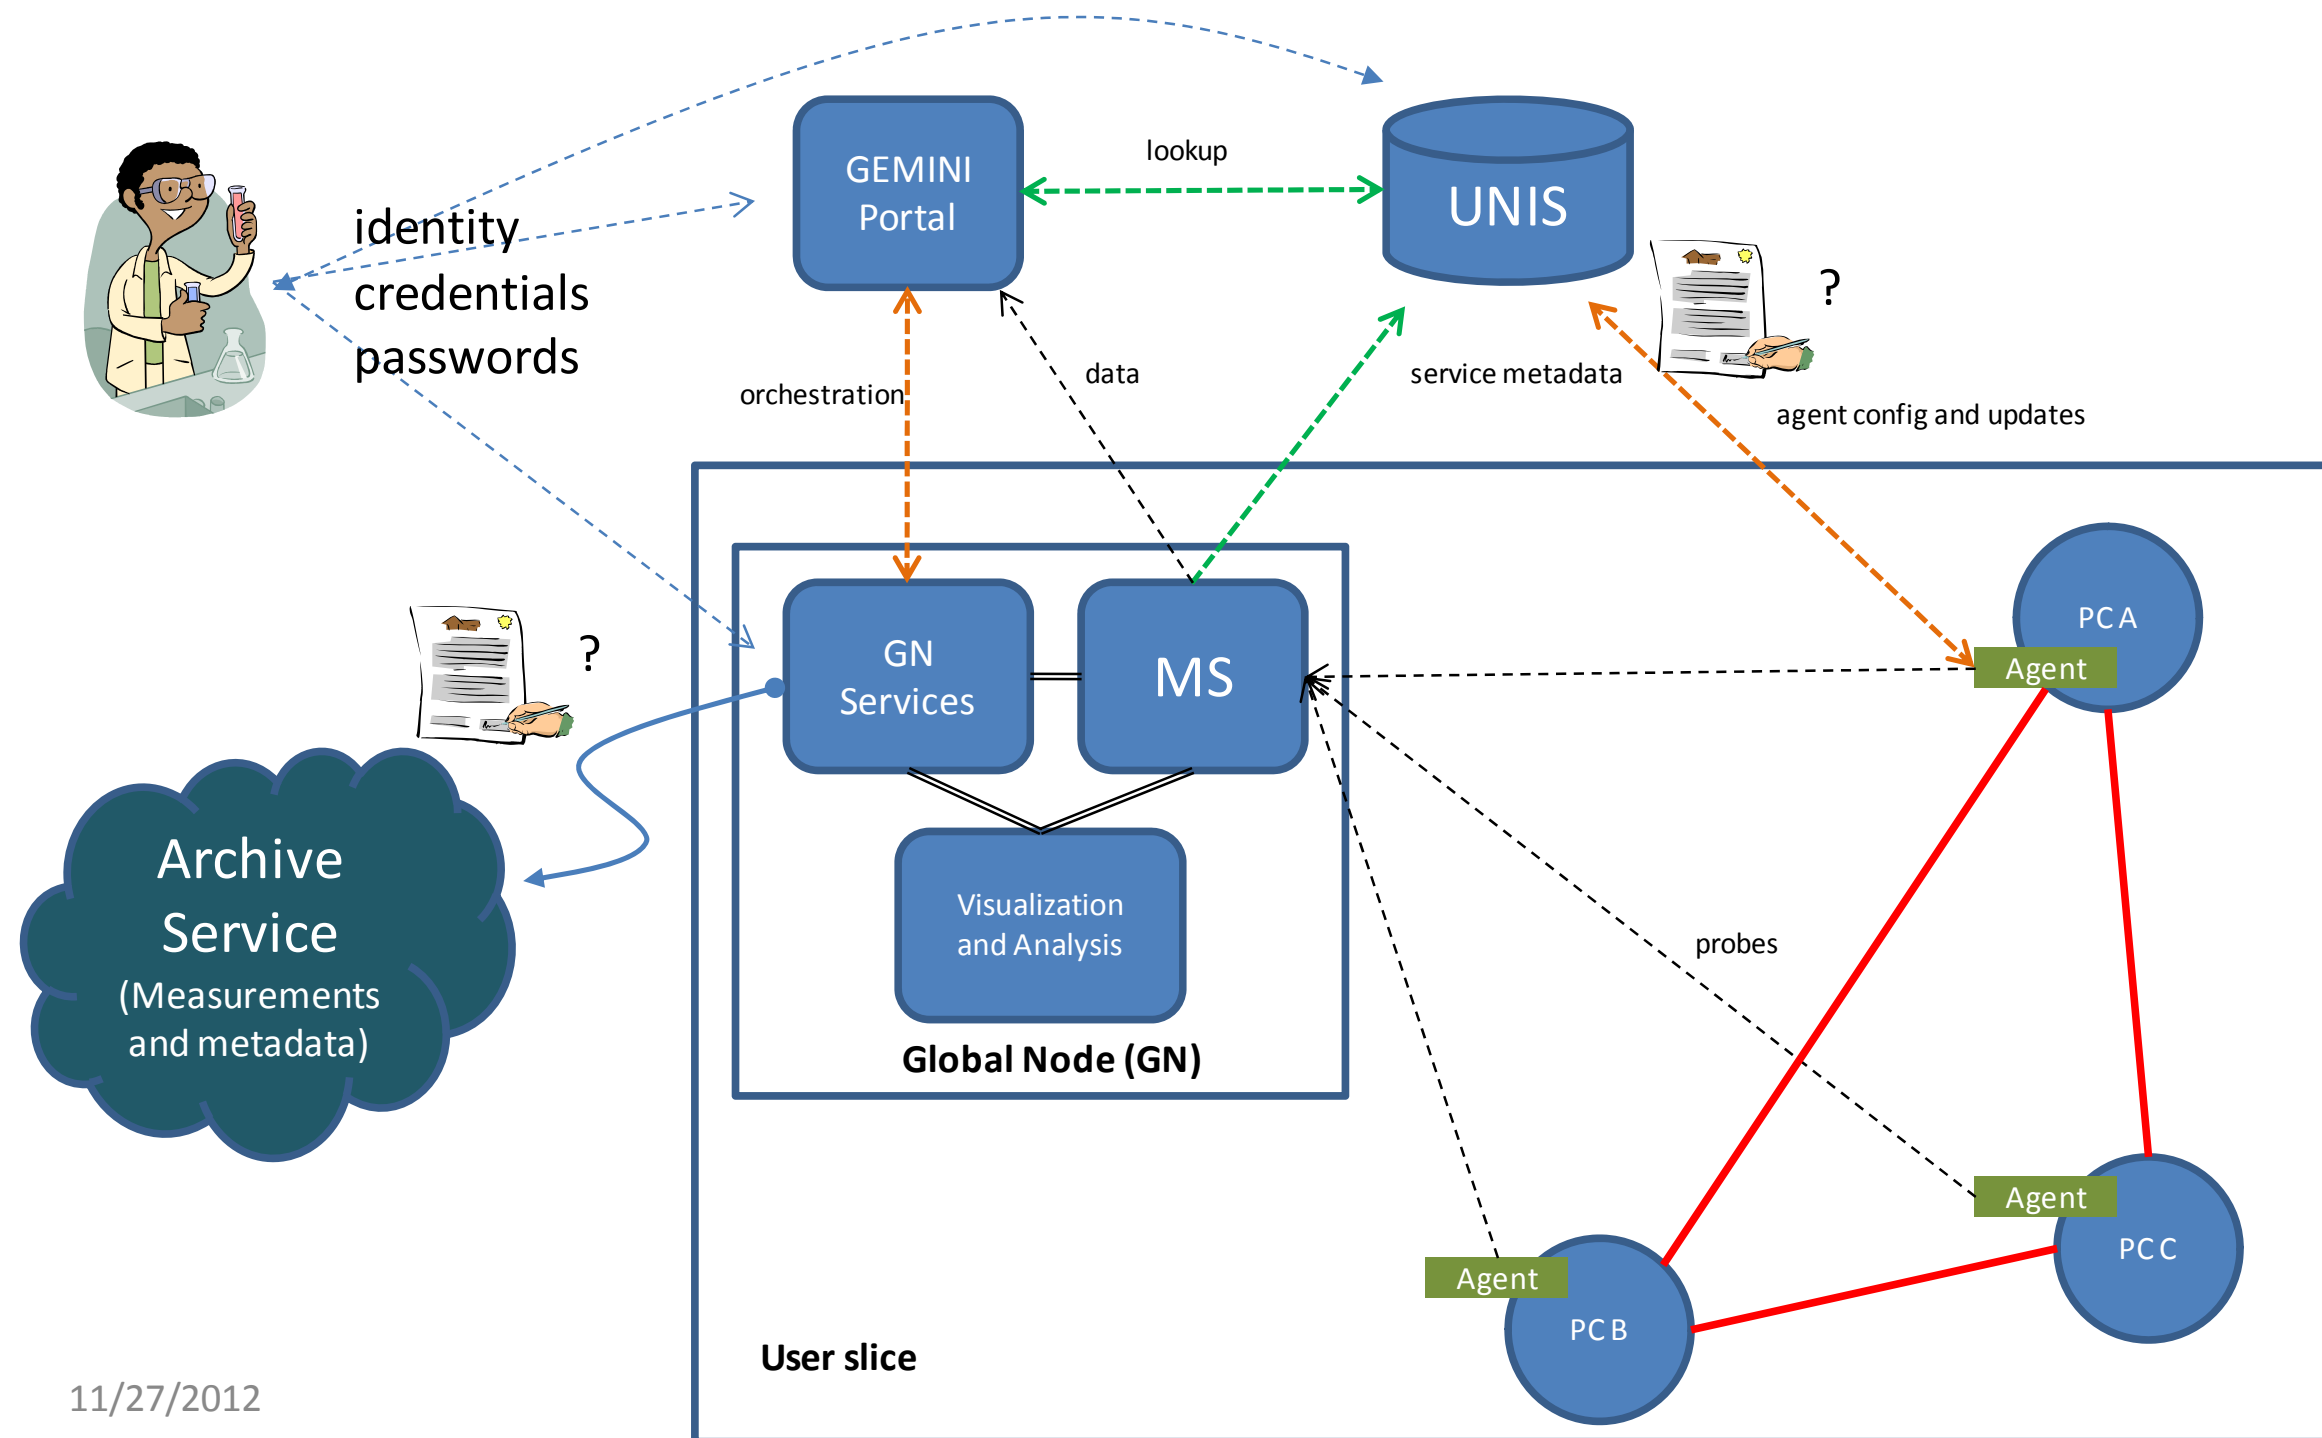 identity
credentials
passwords
GEMINI
Portal
lookup
UNIS
?
orchestration
data
service metadata
agent config and updates
GN
Services
MS
PC A
Agent
?
Archive
Service
(Measurements
and metadata)
Visualization
and Analysis
probes
Global Node (GN)
Agent
PC C
Agent
PC B
User slice
11/27/2012